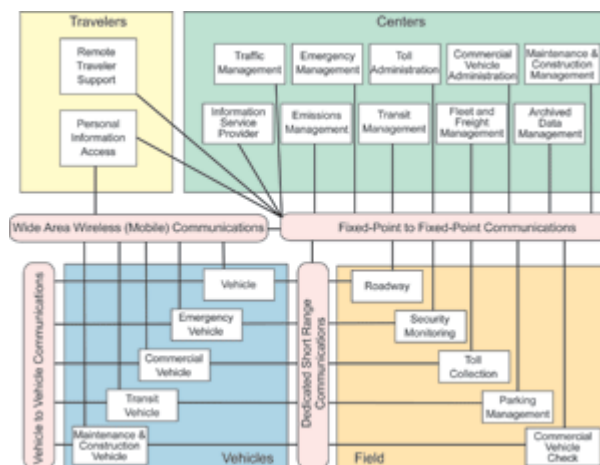 Travelers
Centers
Remote
Traveler
Support
Personal
Information
Access
Traffic
Management
Emergency
Management
Toll
Administration
Commercial
Vehicle
Administration
Maintenance &
Construction
Management
Information
Service
Provider
Emissions
Management
Transit
Management
Fleet and
Freight
Management
Archived
Data
Management
Wide Area Wireless (Mobile) Communications
Fixed-Point to Fixed-Point Communications
Vehicle to Vehicle Communications
Vehicle
Emergency
Vehicle
Commercial
Vehicle
Transit
Vehicle
Maintenance &
Construction
Vehicle
Vehicles
Dedicated Short Range
Communications
Roadway
Security
Monitoring
Toll
Collection
Parking
Management
Commercial
Vehicle
Check
Field